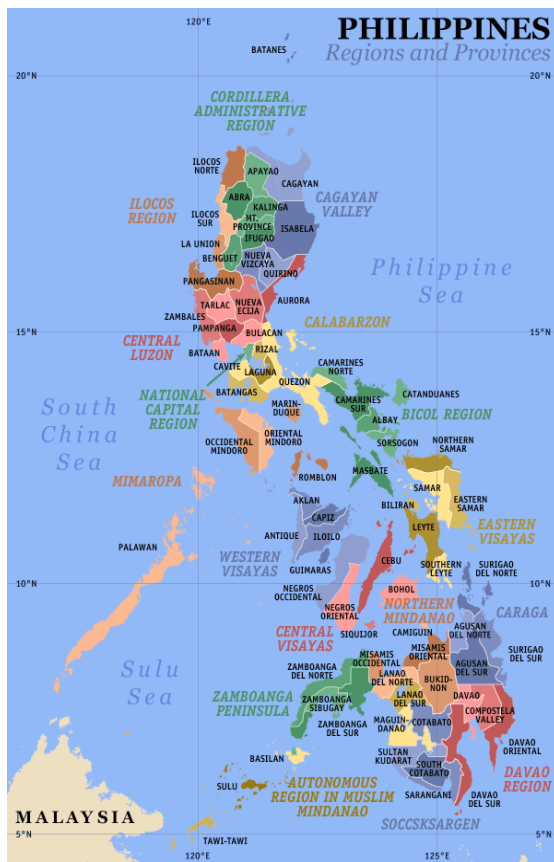 120°E
PHILIPPINES
Regions and Provinces
BATANES
20°N
20°N
CORDILLERA
ADMINISTRATIVE
REGION
ILOCOS
NORTE
APAYAO
CAGAYAN
CAGAYAN
VALLEY
ABRA
KALINGA
ILOCOS
REGION
ILOCOS
SUR
MT.
PROVINCE
ISABELA
IFUGAO
LA UNION
BENGUET
NUEVA
VIZCAYA
QUIRINO
Philippine
Sea
PANGASINAN
AURORA
TARLAC
NUEVA
ECIJA
ZAMBALES
PAMPANGA
BULACAN
CALABARZON
15°N
15°N
CENTRAL
LUZON
BATAAN
RIZAL
CAVITE
LAGUNA
QUEZON
BATANGAS
NATIONAL
CAPITAL
REGION
CAMARINES
NORTE
CAMARINES
SUR
CATANDUANES
BICOL REGION
ALBAY
SORSOGON
MARIN-
DUQUE
South
China
Sea
OCCIDENTAL
MINDORO
ORIENTAL
MINDORO
NORTHERN
SAMAR
MIMAROPA
ROMBLON
MASBATE
SAMAR
EASTERN
SAMAR
BILIRAN
AKLAN
CAPIZ
ANTIQUE
ILOILO
LEYTE
EASTERN
VISAYAS
PALAWAN
WESTERN
VISAYAS
GUIMARAS
CEBU
SOUTHERN
LEYTE
SURIGAO
DEL NORTE
10°N
10°N
NEGROS
OCCIDENTAL
NEGROS
ORIENTAL
BOHOL
NORTHERN
MINDANAO
CARAGA
CENTRAL
VISAYAS
SIQUIJOR
CAMIGUIN
AGUSAN
DEL NORTE
SURIGAO
DEL SUR
Sulu
Sea
ZAMBOANGA
DEL NORTE
MISAMIS
OCCIDENTAL
MISAMIS
ORIENTAL
AGUSAN
DEL SUR
LANAO
DEL NORTE
BUKID-
NON
ZAMBOANGA
PENINSULA
ZAMBOANGA
SIBUGAY
LANAO
DEL SUR
DAVAO
COMPOSTELA
VALLEY
ZAMBOANGA
DEL SUR
MAGUIN-
DANAO
COTABATO
DAVAO
ORIENTAL
BASILAN
SULTAN
KUDARAT
SOUTH
COTABATO
DAVAO
REGION
SULU
AUTONOMOUS
REGION IN MUSLIM
MINDANAO
SARANGANI
DAVAO
DEL SUR
MALAYSIA
SOCCSKSARGEN
TAWI-TAWI
5°N
5°N
120°E
125°E